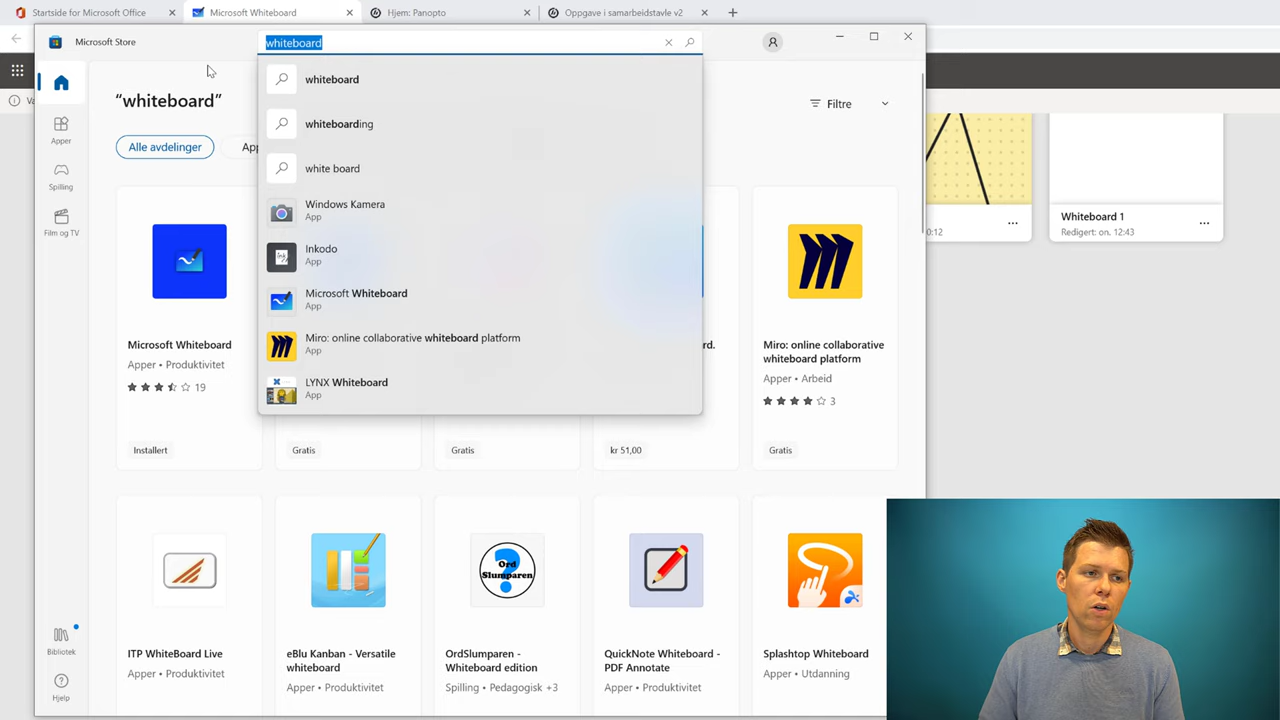 Startside for Microsoft Office
Microsoft Whiteboard
Hjem: Panopto
Oppgave i samarbeidstavle v2
Microsoft Store
whiteboard
“whiteboard”
Filtre
Alle avdelinger
whiteboard
whiteboarding
white board
Windows Kamera
App
Inkodo
App
Microsoft Whiteboard
App
Miro: online collaborative whiteboard platform
App
LYNX Whiteboard
App
Apper
Spilling
Film og TV
Bibliotek
Hjelp
Microsoft Whiteboard
Apper • Produktivitet
19
Installert
Gratis
Gratis
rd.
kr 51,00
Miro: online collaborative
whiteboard platform
Apper • Arbeid
3
Gratis
0:12
Whiteboard 1
Redigert: on. 12:43
ITP WhiteBoard Live
Apper • Produktivitet
eBlu Kanban - Versatile
whiteboard
Apper • Produktivitet
Ord
Slumparen
?
OrdSlumparen -
Whiteboard edition
Spilling • Pedagogisk +3
QuickNote Whiteboard -
PDF Annotate
Apper • Produktivitet
Splashtop Whiteboard
Apper • Utdanning